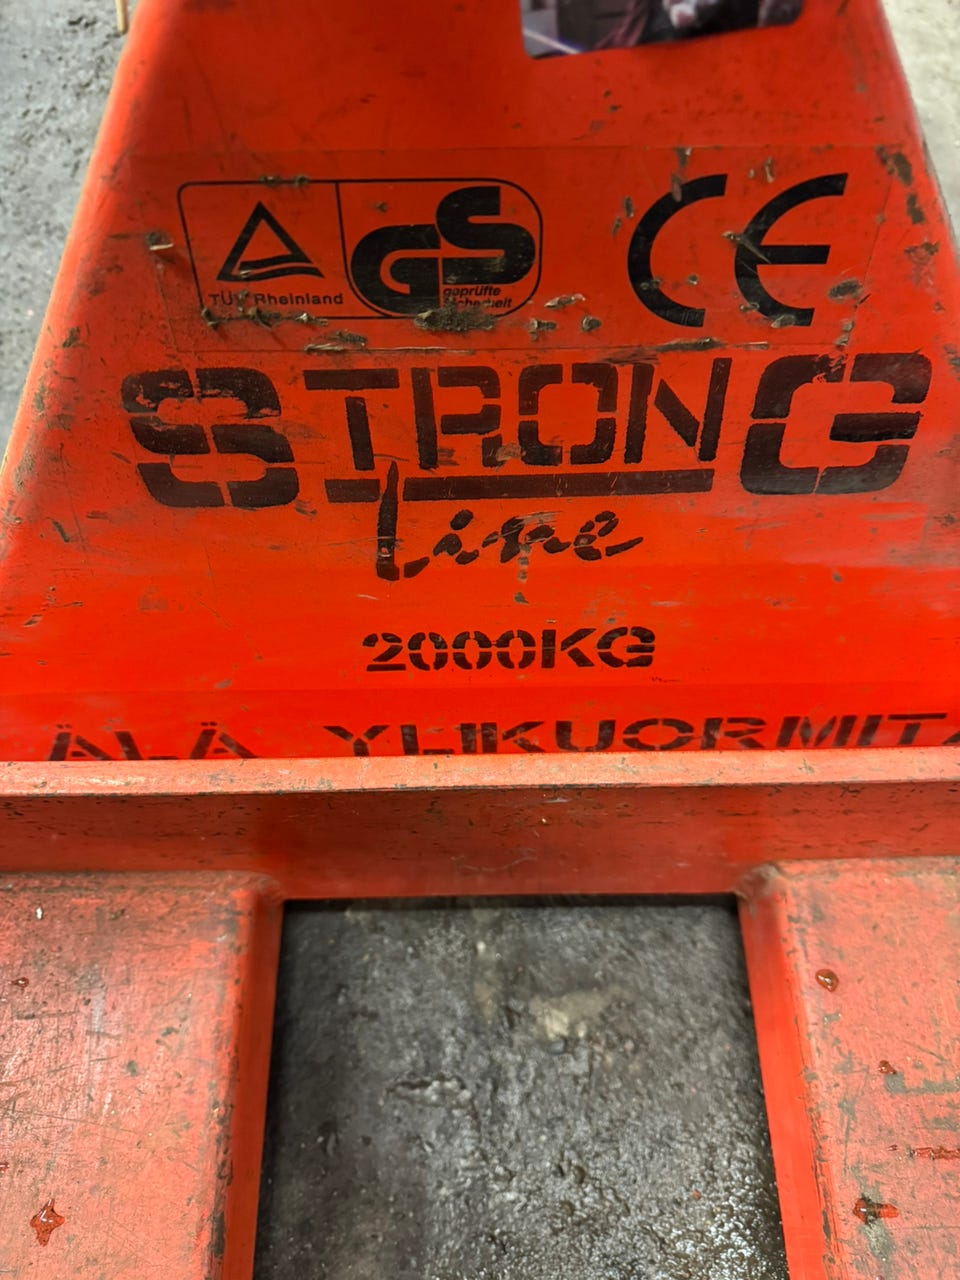 TÜV Rheinland
GS
geprüfte
Sicherheit
CE
STRONG
Line
2000KG
ÄLÄ YLIKUORMITA